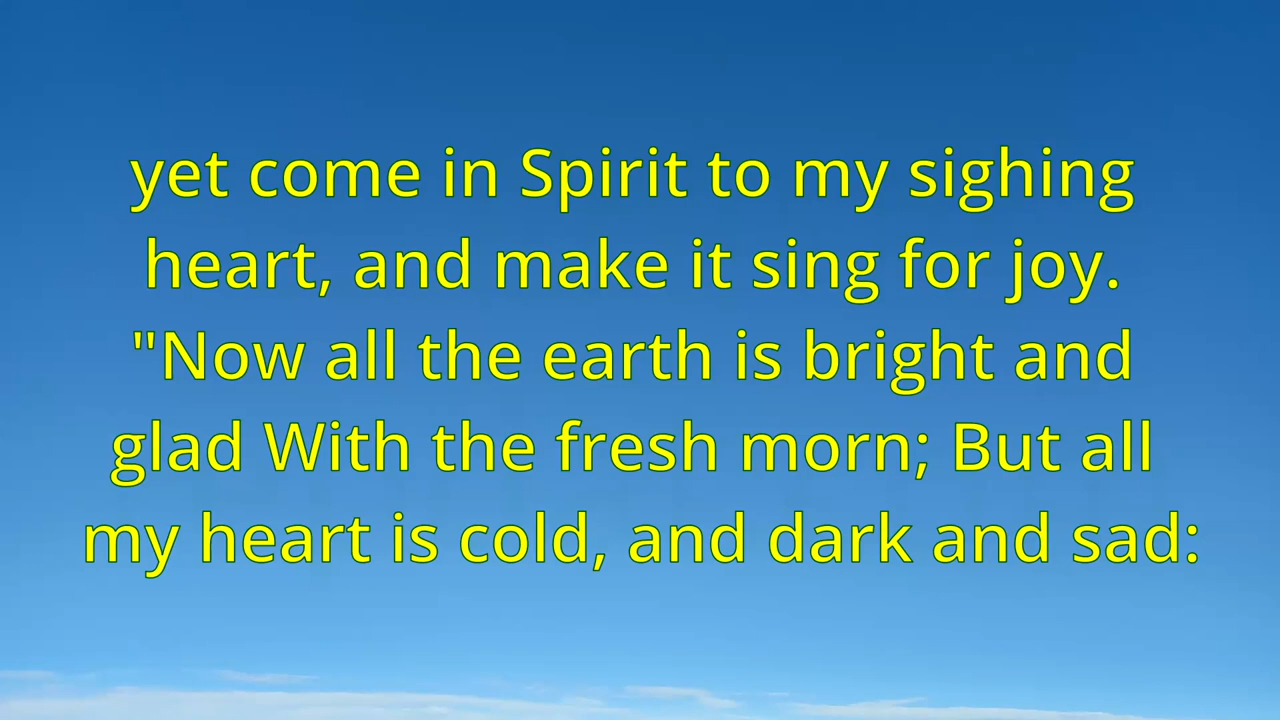 yet come in Spirit to my sighing
heart, and make it sing for joy.
"Now all the earth is bright and
glad With the fresh morn; But all
my heart is cold, and dark and sad: